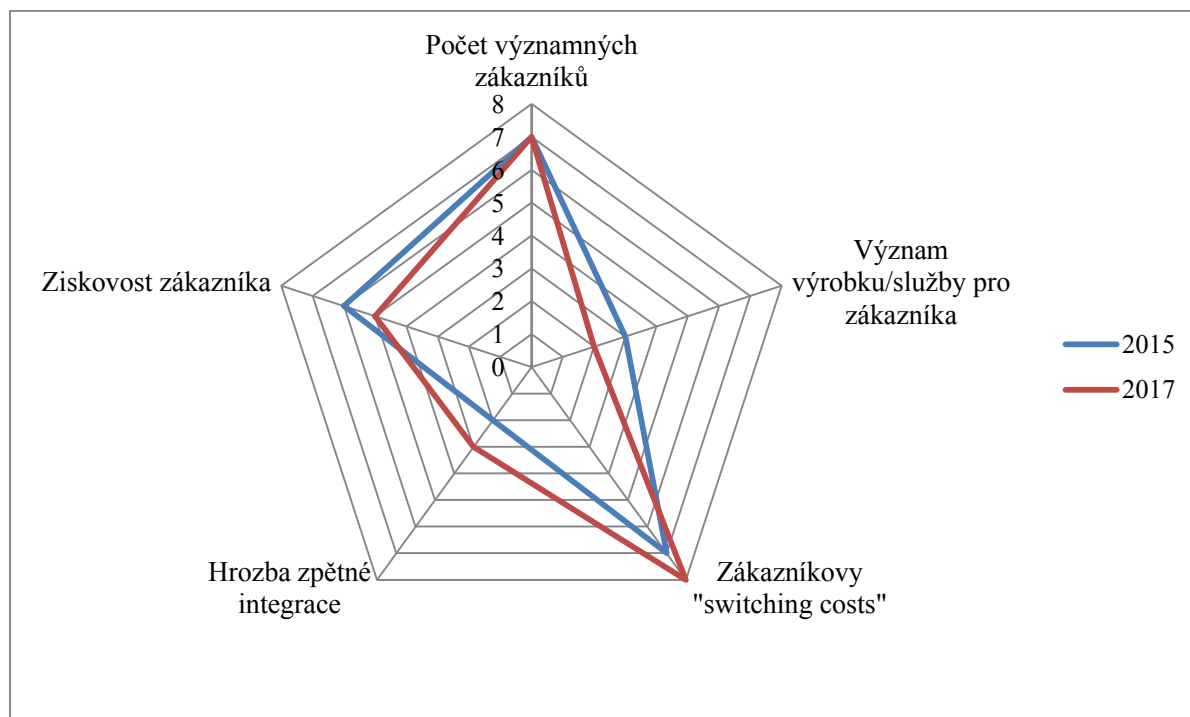 Počet významných
zákazníků
8
7
6
5
4
3
2
1
0
Význam
výrobku/služby pro
zákazníka
Zákazníkovy
"switching costs"
Hrozba zpětné
integrace
Ziskovost zákazníka
2015
2017